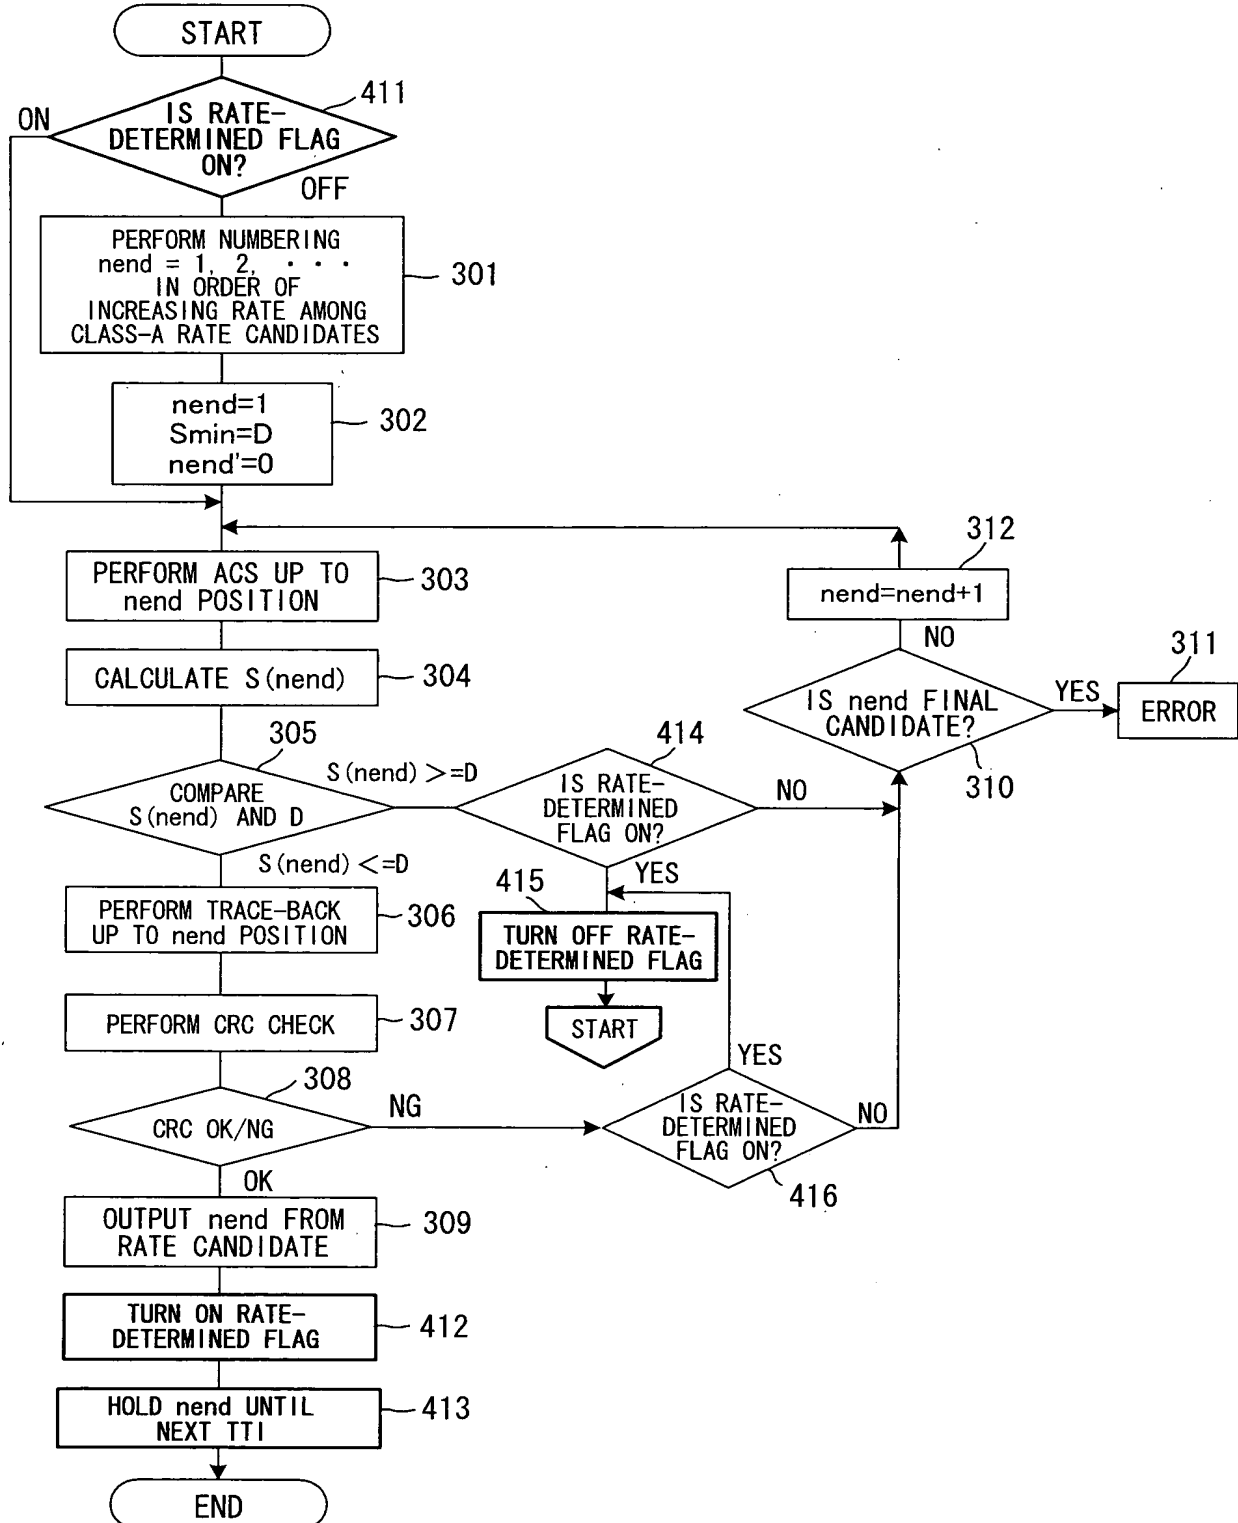 START
411
IS RATE-
DETERMINED FLAG
ON?
ON
OFF
PERFORM NUMBERING
nend = 1, 2, ・・・
IN ORDER OF
INCREASING RATE AMONG
CLASS-A RATE CANDIDATES
301
nend=1
Smin=D
nend'=0
302
PERFORM ACS UP TO
nend POSITION
303
312
nend=nend+1
NO
CALCULATE S(nend)
304
IS nend FINAL
CANDIDATE?
310
YES
311
ERROR
305
COMPARE
S(nend) AND D
S(nend) >=D
S(nend) <=D
414
IS RATE-
DETERMINED
FLAG ON?
NO
YES
PERFORM TRACE-BACK
UP TO nend POSITION
306
415
TURN OFF RATE-
DETERMINED FLAG
START
PERFORM CRC CHECK
307
308
CRC OK/NG
NG
OK
YES
IS RATE-
DETERMINED
FLAG ON?
NO
416
OUTPUT nend FROM
RATE CANDIDATE
309
TURN ON RATE-
DETERMINED FLAG
412
HOLD nend UNTIL
NEXT TTI
413
END